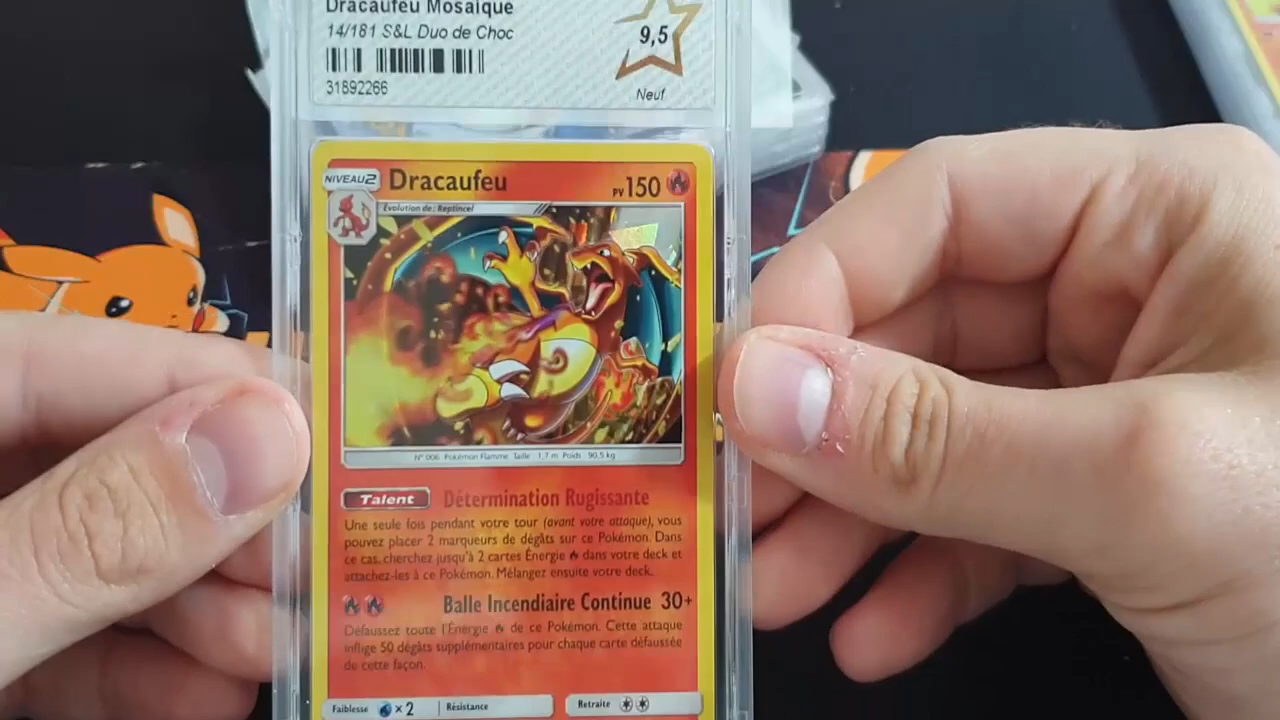 Dracaufeu Mosaïque
14/181 S&L Duo de Choc
9,5
31892266
Neuf
NIVEAU 2
Dracaufeu
PV 150
Évolution de : Reptincel
N° 006 Pokémon Flamme Taille 1,7 m Poids 90,5 kg
Talent Détermination Rugissante
Une seule fois pendant votre tour (avant votre attaque), vous
pouvez placer 2 marqueurs de dégâts sur ce Pokémon. Dans
ce cas, cherchez jusqu'à 2 cartes Énergie dans votre deck et
attachez-les à ce Pokémon. Mélangez ensuite votre deck.
Balle Incendiaire Continue 30+
Défaussez toute l'Énergie de ce Pokémon. Cette attaque
inflige 50 dégâts supplémentaires pour chaque carte défaussée
de cette façon.
Faiblesse ×2 Résistance Retraite